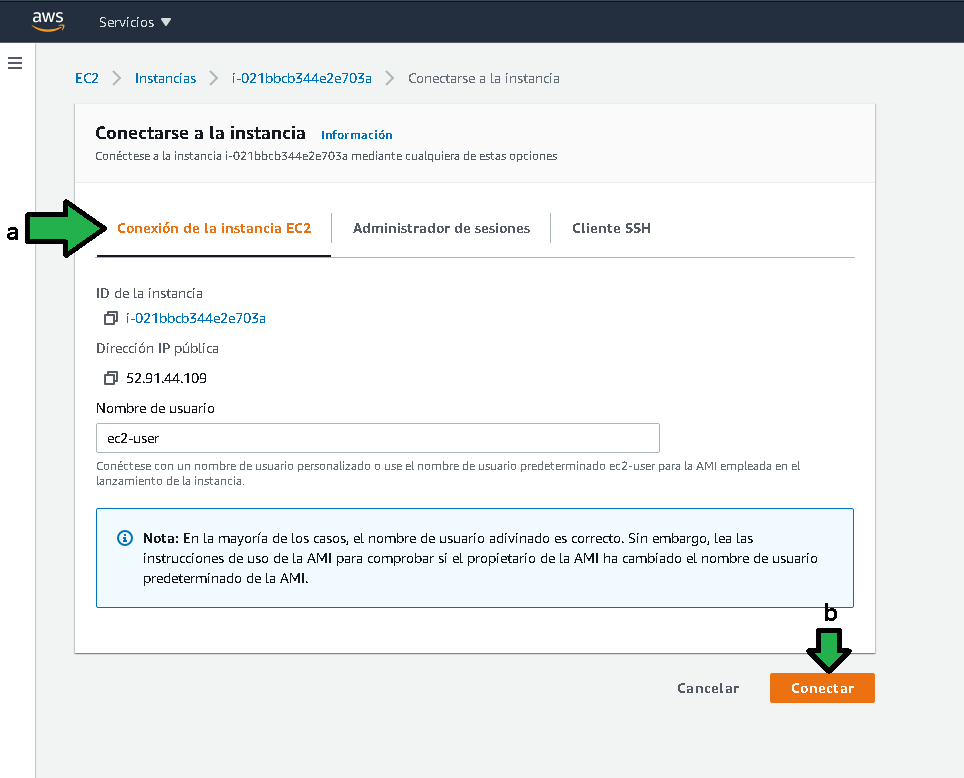 aws Servicios
EC2 Instancias i-021bbcb344e2e703a Conectarse a la instancia
Conectarse a la instancia Información
Conéctese a la instancia i-021bbcb344e2e703a mediante cualquiera de estas opciones
a Conexión de la instancia EC2 Administrador de sesiones Cliente SSH
ID de la instancia
i-021bbcb344e2e703a
Dirección IP pública
52.91.44.109
Nombre de usuario
ec2-user
Conéctese con un nombre de usuario personalizado o use el nombre de usuario predeterminado ec2-user para la AMI empleada en el
lanzamiento de la instancia.
Nota: En la mayoría de los casos, el nombre de usuario adivinado es correcto. Sin embargo, lea las
instrucciones de uso de la AMI para comprobar si el propietario de la AMI ha cambiado el nombre de usuario
predeterminado de la AMI.
b
Cancelar Conectar